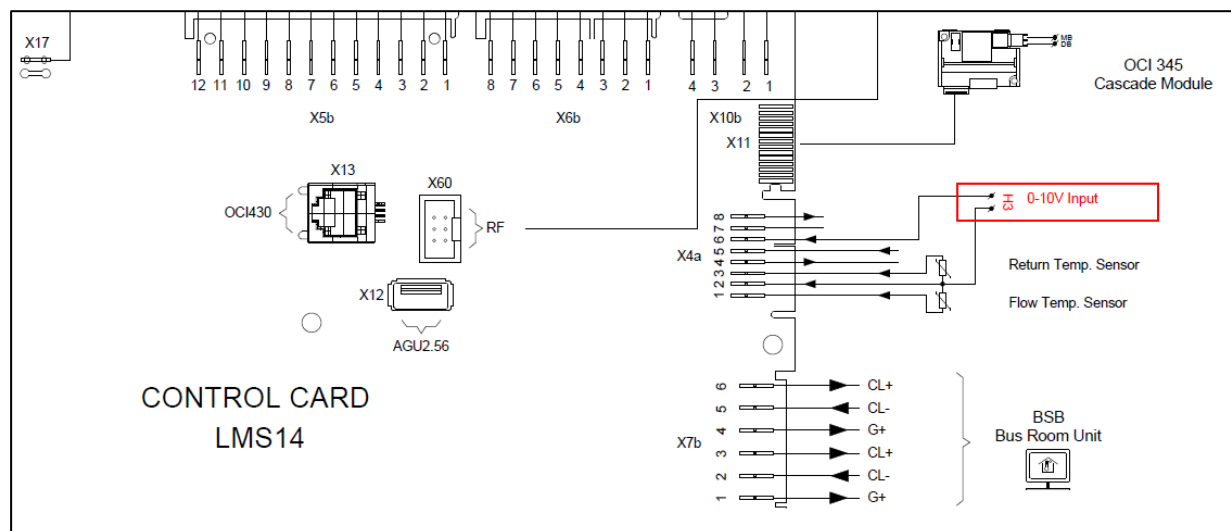 X17
12 11 10 9 8 7 6 5 4 3 2 1
X5b
8 7 6 5 4 3 2 1
X6b
4 3 2 1
X10b
X11
MB
DB
OCI 345
Cascade Module
X13
OCI430
X60
RF
X12
AGU2.56
X4a
8
7
6
5
4
3
2
1
H3
0-10V Input
Return Temp. Sensor
Flow Temp. Sensor
CONTROL CARD
LMS14
X7b
6 CL+
5 CL-
4 G+
3 CL+
2 CL-
1 G+
BSB
Bus Room Unit